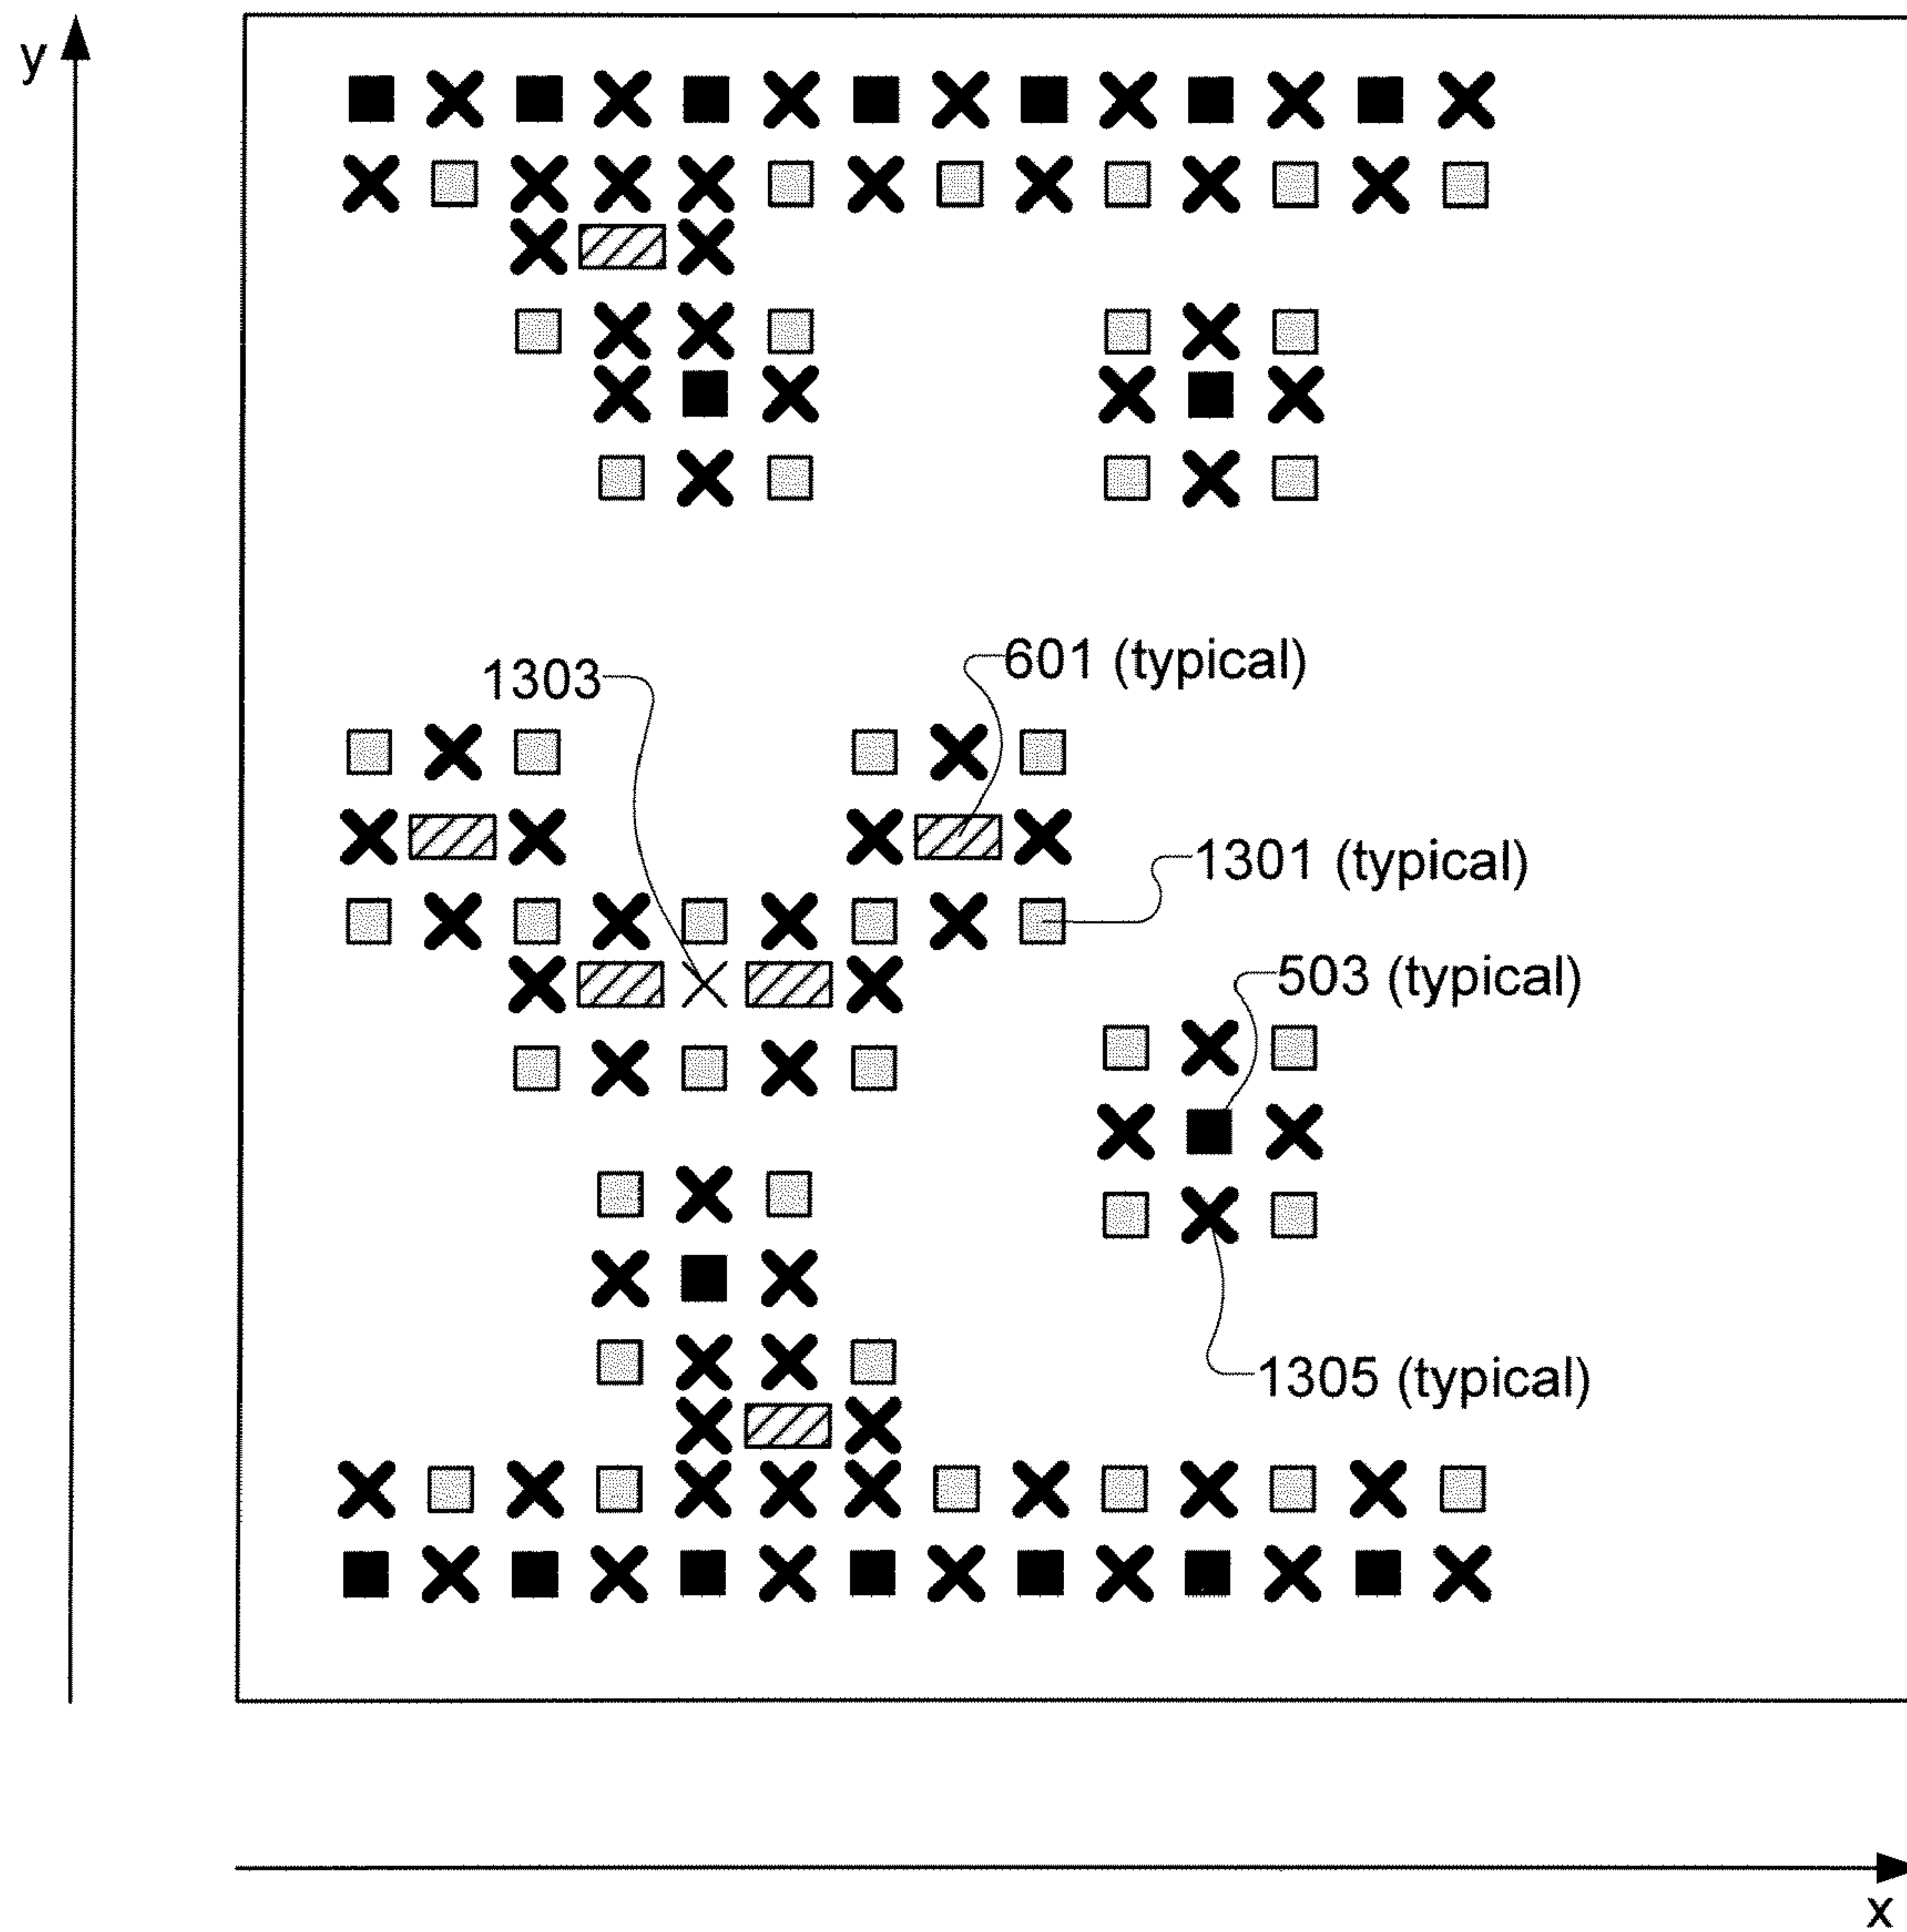 y
601 (typical)
1303
1301 (typical)
503 (typical)
1305 (typical)
x